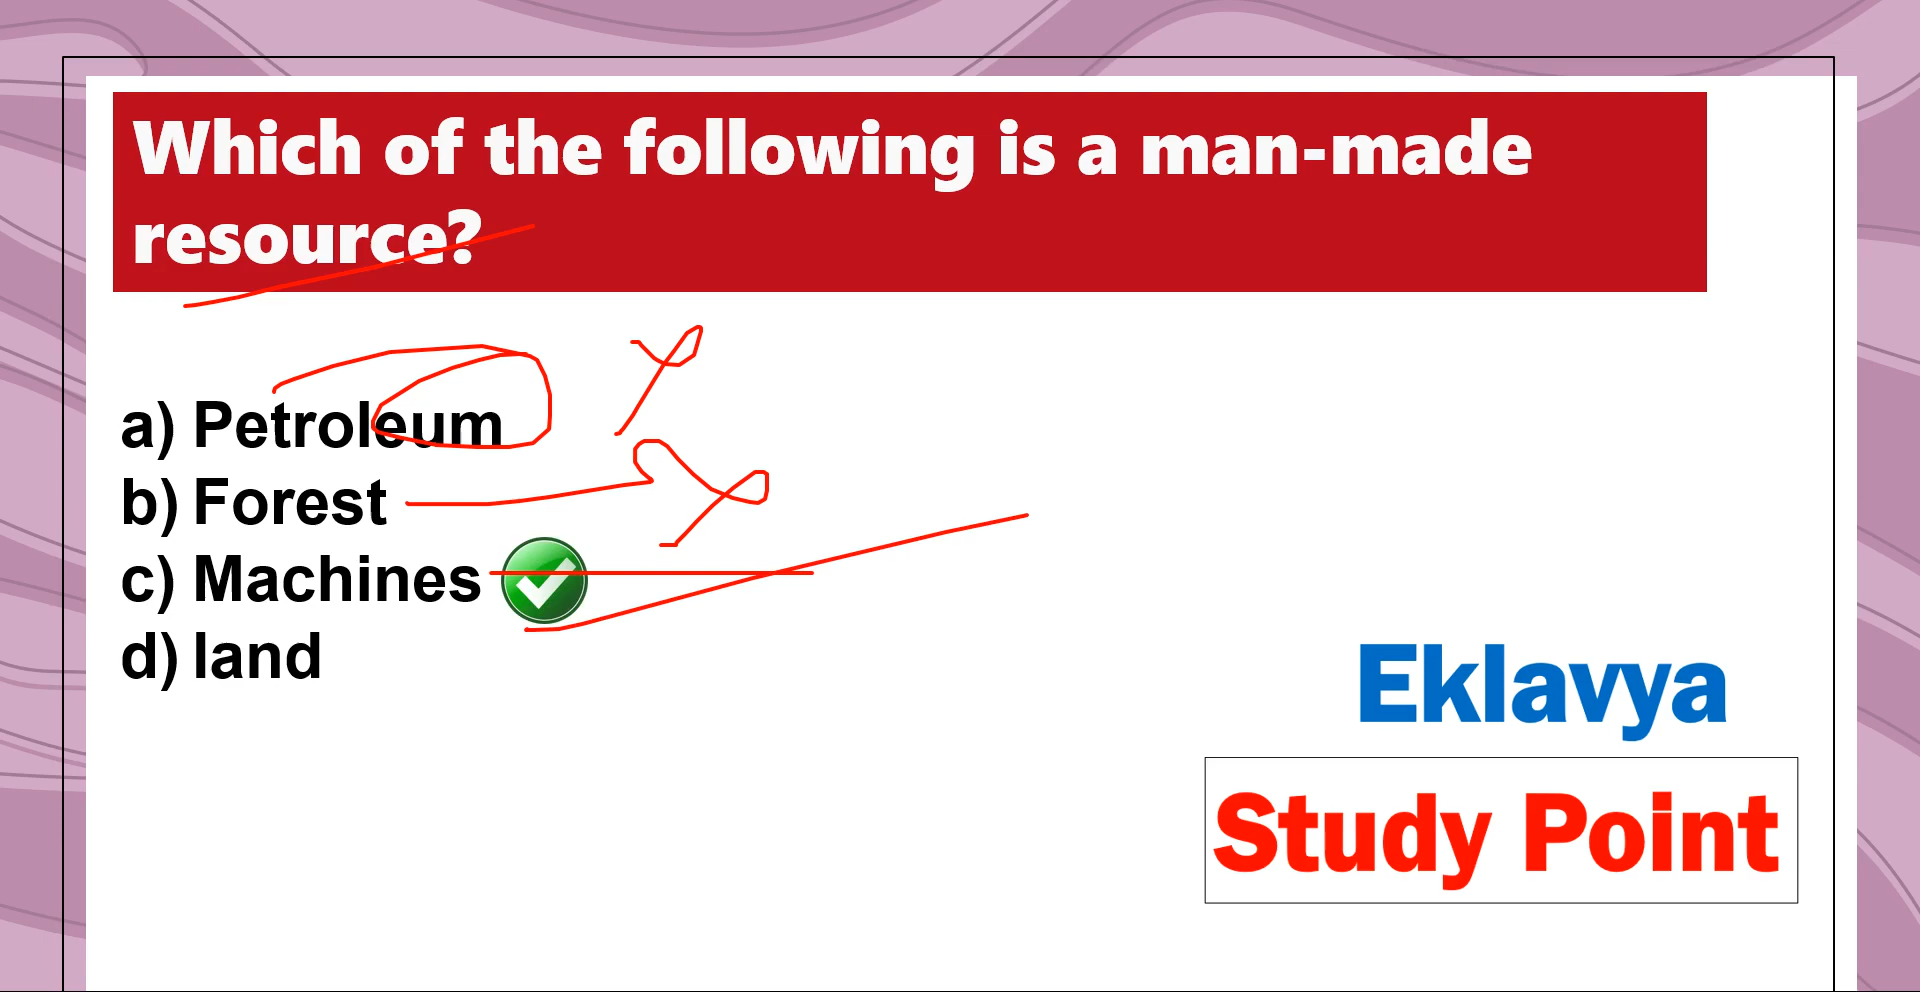 Which of the following is a man-made
resource?
a) Petroleum
b) Forest
c) Machines
d) land
Eklavya
Study Point